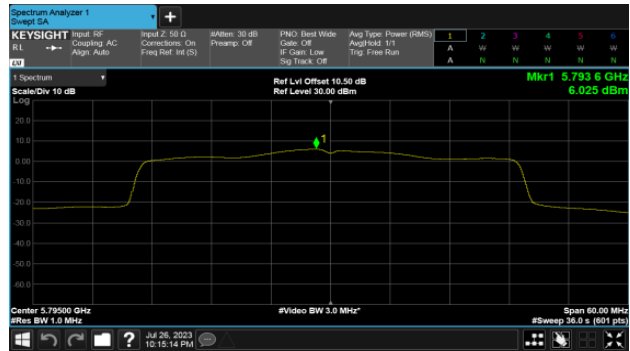 Spectrum Analyzer 1
Swept SA
KEYSIGHT Input: RF
RL
Coupling: AC
Align: Auto
LXI
Input Z: 50 Ω
Corrections: On
Freq Ref: Int (S)
#Atten: 30 dB
Preamp: Off
PNO: Best Wide
Gate: Off
IF Gain: Low
Sig Track: Off
Avg Type: Power (RMS)
Avg|Hold: 1/1
Trig: Free Run
1 2 3 4 5 6
A W W W W W
A N N N N N
1 Spectrum
Scale/Div 10 dB
Ref Lvl Offset 10.50 dB
Ref Level 30.00 dBm
Mkr1 5.793 6 GHz
6.025 dBm
Log
20.0
10.0
0.00
-10.0
-20.0
-30.0
-40.0
-50.0
-60.0
1
Center 5.79500 GHz
#Res BW 1.0 MHz
#Video BW 3.0 MHz*
Span 60.00 MHz
#Sweep 36.0 s (601 pts)
?
Jul 26, 2023
10:15:14 PM